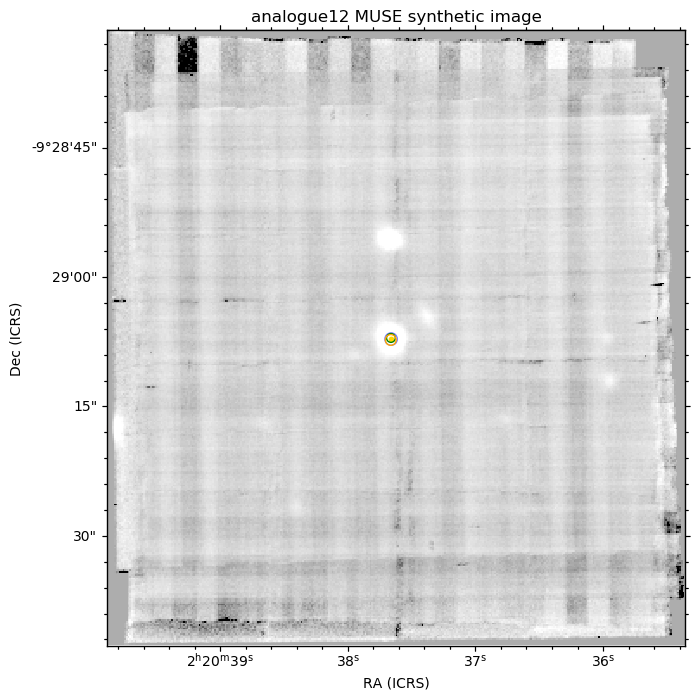 analogue12 MUSE synthetic image
-9°28'45"
29'00"
15"
30"
Dec (ICRS)
2ʰ20ᵐ39ˢ
38ˢ
37ˢ
36ˢ
RA (ICRS)